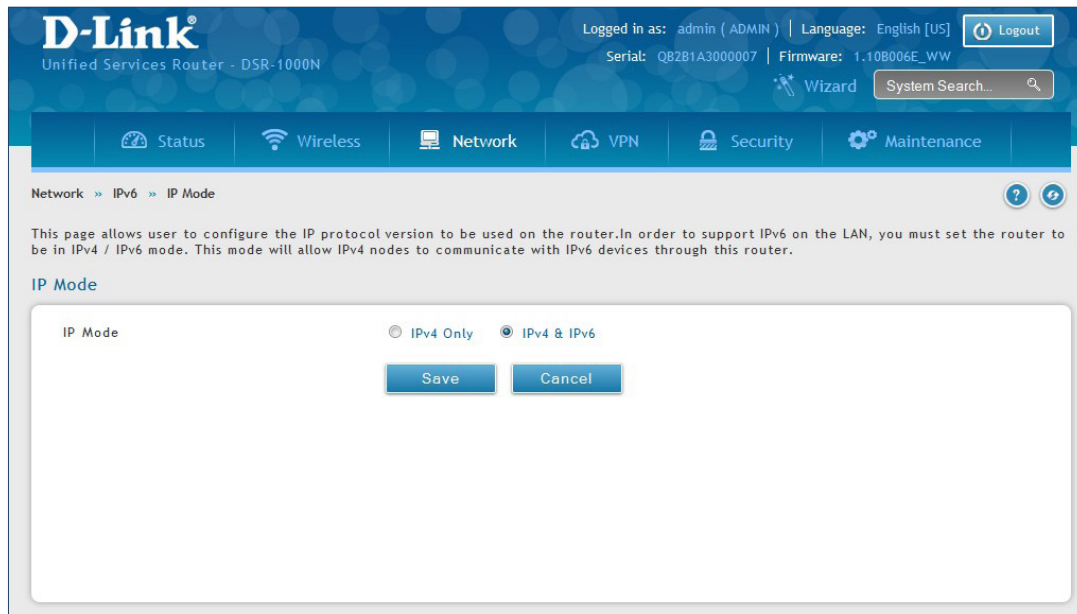 D-Link®
Unified Services Router - DSR-1000N
Logged in as: admin ( ADMIN ) | Language: English [US]
Logout
Serial: QB2B1A3000007 | Firmware: 1.10B006E_WW
Wizard
System Search...
Status
Wireless
Network
VPN
Security
Maintenance
Network » IPv6 » IP Mode
?
This page allows user to configure the IP protocol version to be used on the router.In order to support IPv6 on the LAN, you must set the router to
be in IPv4 / IPv6 mode. This mode will allow IPv4 nodes to communicate with IPv6 devices through this router.
IP Mode
IP Mode
IPv4 Only
IPv4 & IPv6
Save
Cancel